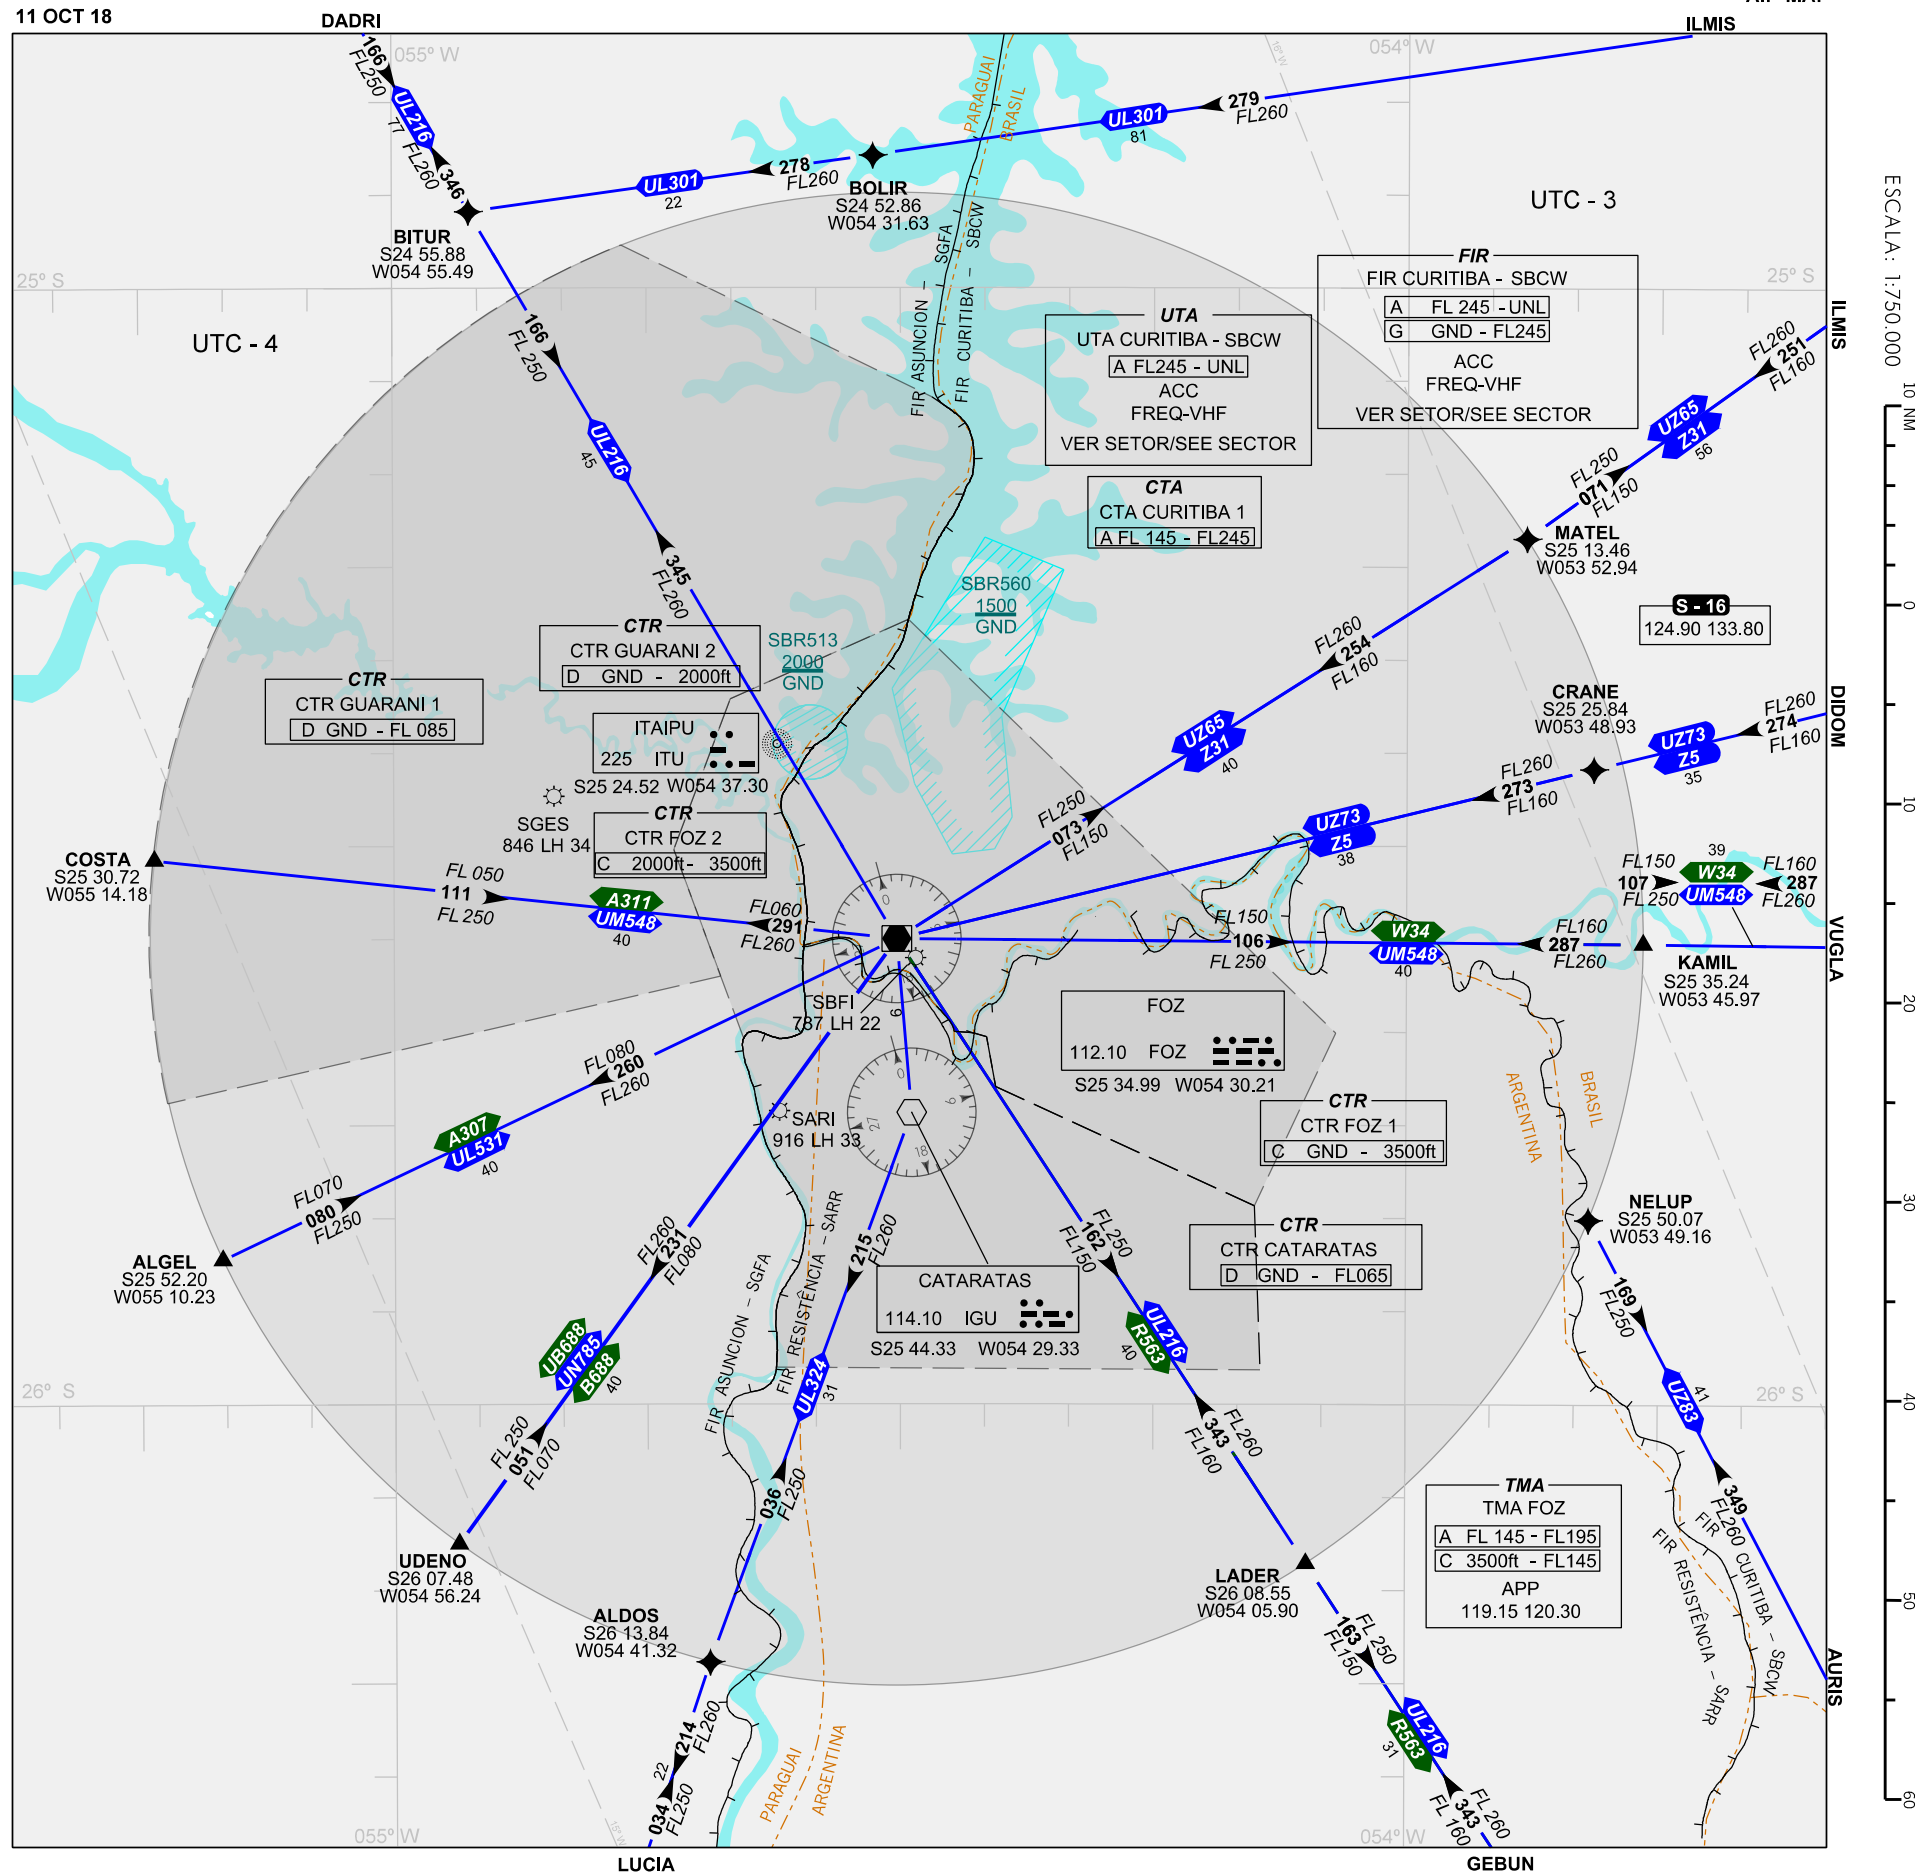 11 OCT 18
DADRI
ILMIS
055º W
054º W
16º W
166
FL250
UL216
77
FL260
346
PARAGUAI
BRASIL
279
FL260
UL301
81
278
FL260
UL301
22
BOLIR
S24 52.86
W054 31.63
BITUR
S24 55.88
W054 55.49
UTC - 3
UTC - 4
25º S
25º S
ESCALA: 1:750.000
10 NM
0
10
20
30
40
50
60
FIR ASUNCION - SGFA
FIR CURITIBA - SBCW
FIR
FIR CURITIBA - SBCW
A FL 245 - UNL
G GND - FL245
ACC
FREQ-VHF
VER SETOR/SEE SECTOR
UTA
UTA CURITIBA - SBCW
A FL245 - UNL
ACC
FREQ-VHF
VER SETOR/SEE SECTOR
CTA
CTA CURITIBA 1
A FL 145 - FL245
ILMIS
FL260
251
FL160
UZ65
Z31
56
FL250
071
FL150
MATEL
S25 13.46
W053 52.94
S - 16
124.90 133.80
166
FL 250
UL216
45
345
FL260
SBR560
1500
GND
SBR513
2000
GND
CTR
CTR GUARANI 2
D GND - 2000ft
CTR
CTR GUARANI 1
D GND - FL 085
ITAIPU
225 ITU
S25 24.52 W054 37.30
SGES
846 LH 34
CTR
CTR FOZ 2
C 2000ft - 3500ft
FL260
254
FL160
UZ65
Z31
40
FL250
073
FL150
CRANE
S25 25.84
W053 48.93
DIDOM
FL260
274
FL160
UZ73
Z5
35
FL260
273
FL160
UZ73
Z5
38
COSTA
S25 30.72
W055 14.18
FL 050
111
FL 250
A311
UM548
40
FL060
291
FL260
FL150
106
FL 250
W34
UM548
40
FL160
287
FL260
39
FL150
107
FL250
W34
UM548
FL160
287
FL260
VUGLA
KAMIL
S25 35.24
W053 45.97
SBFI
787 LH 22
FOZ
112.10 FOZ
S25 34.99 W054 30.21
CTR
CTR FOZ 1
C GND - 3500ft
ARGENTINA
BRASIL
FL080
260
FL260
A307
UL531
40
FL070
080
FL250
ALGEL
S25 52.20
W055 10.23
SARI
916 LH 33
0
9
18
27
0
9
FL260
231
FL080
UB688
UN785
B688
40
FL 250
051
FL070
UDENO
S26 07.48
W054 56.24
FIR ASUNCION - SGFA
FIR RESISTÊNCIA - SARR
215
FL260
UL324
31
036
FL250
CATARATAS
114.10 IGU
S25 44.33 W054 29.33
CTR
CTR CATARATAS
D GND - FL065
FL250
162
FL150
UL216
R563
40
FL260
343
FL160
NELUP
S25 50.07
W053 49.16
169
FL250
UZ83
41
349
FL260
AURIS
26º S
26º S
TMA
TMA FOZ
A FL 145 - FL195
C 3500ft - FL145
APP
119.15 120.30
FIR CURITIBA - SBCW
FIR RESISTÊNCIA - SARR
ALDOS
S26 13.84
W054 41.32
LADER
S26 08.55
W054 05.90
FL 250
163
FL150
UL216
R563
31
FL 260
343
FL 160
214
FL260
22
034
FL250
PARAGUAI
ARGENTINA
15º W
055º W
054º W
LUCIA
GEBUN